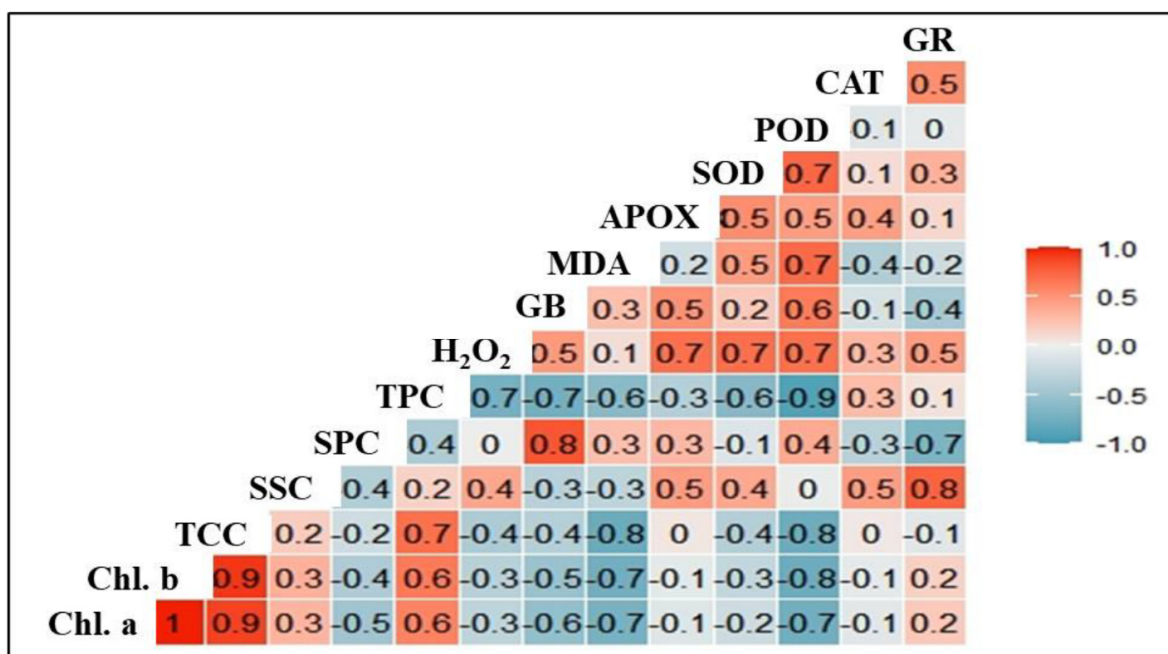 GR
CAT 0.5
POD -0.1 0
SOD 0.7 0.1 0.3
APOX 0.5 0.5 0.4 0.1
MDA 0.2 0.5 0.7 -0.4 -0.2
GB 0.3 0.5 0.2 0.6 -0.1 -0.4
H₂O₂ 0.5 0.1 0.7 0.7 0.7 0.3 0.5
TPC 0.7 -0.7 -0.6 -0.3 -0.6 -0.9 0.3 0.1
SPC 0.4 0 0.8 0.3 0.3 -0.1 0.4 -0.3 -0.7
SSC 0.4 0.2 0.4 -0.3 -0.3 0.5 0.4 0 0.5 0.8
TCC 0.2 -0.2 0.7 -0.4 -0.4 -0.8 0 -0.4 -0.8 0 -0.1
Chl. b 0.9 0.3 -0.4 0.6 -0.3 -0.5 -0.7 -0.1 -0.3 -0.8 -0.1 0.2
Chl. a 1 0.9 0.3 -0.5 0.6 -0.3 -0.6 -0.7 -0.1 -0.2 -0.7 -0.1 0.2
1.0
0.5
0.0
-0.5
-1.0